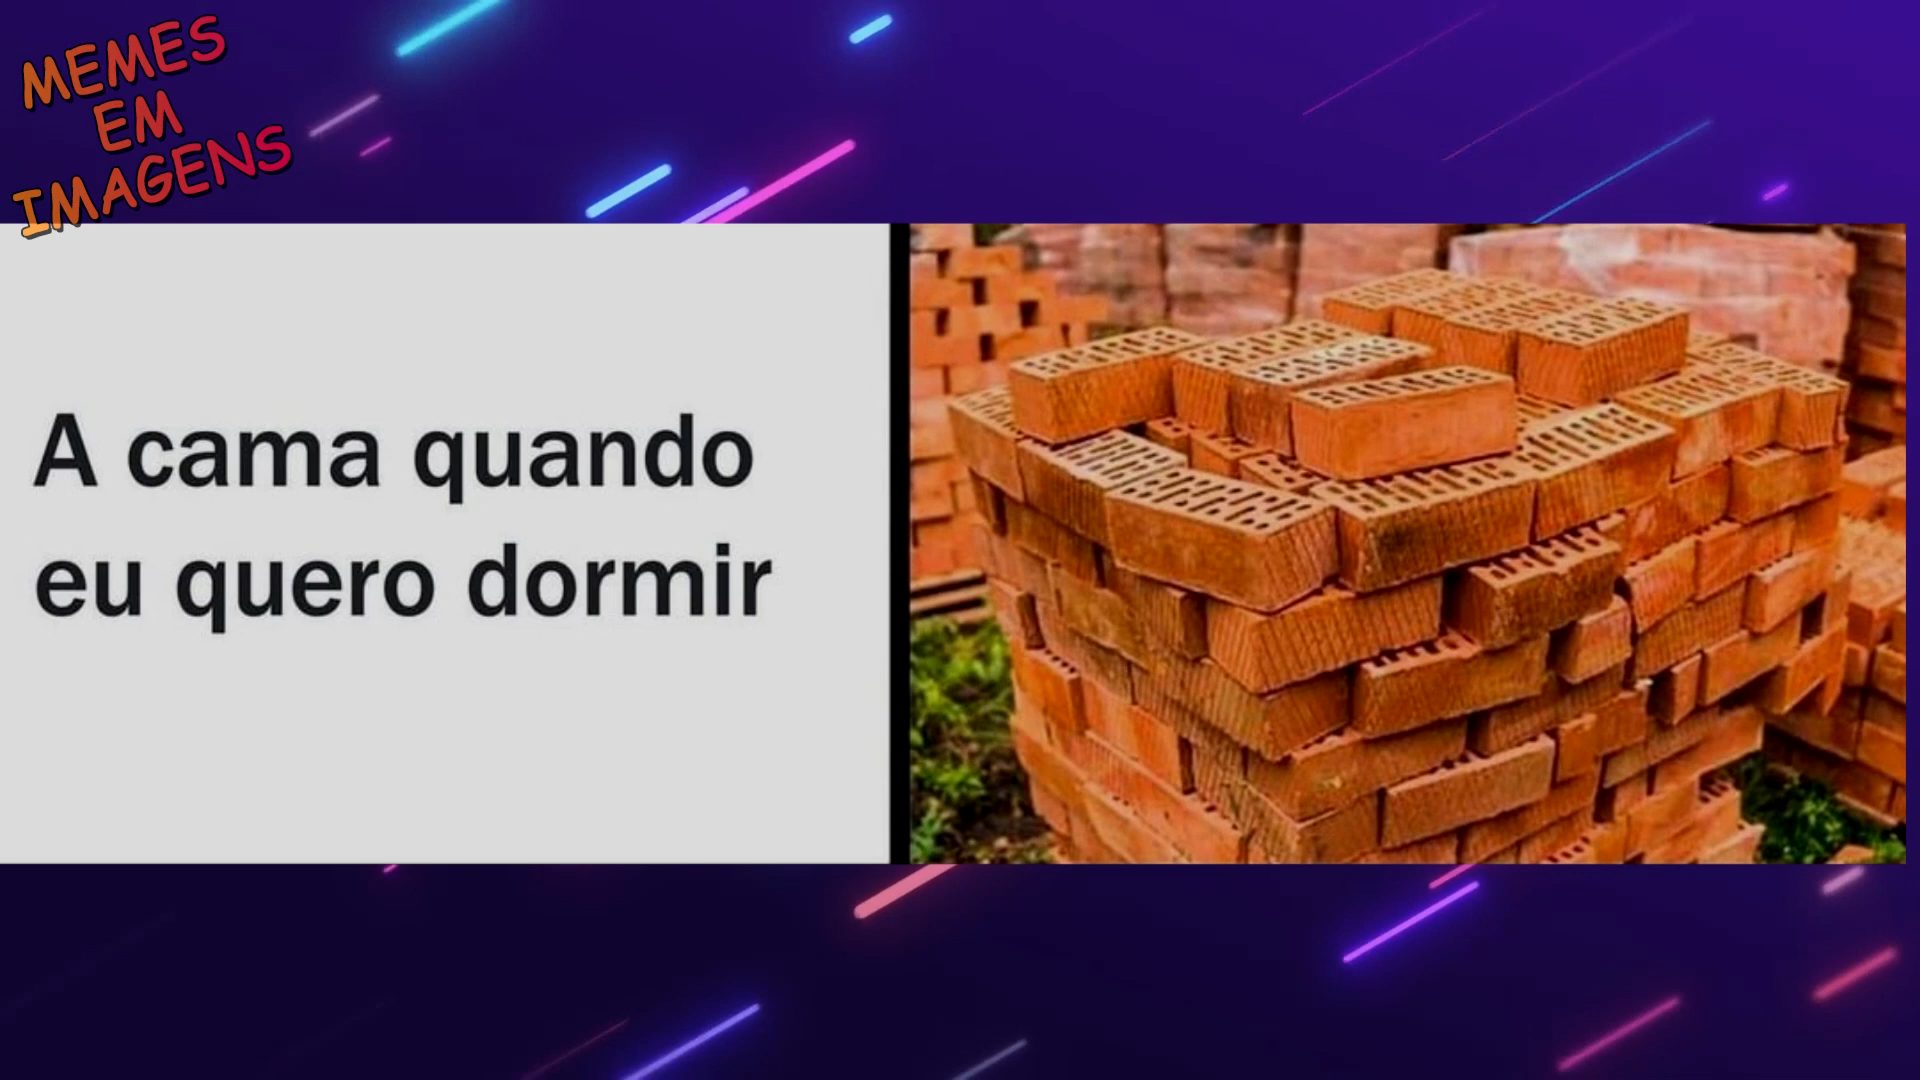 MEMES
EM
IMAGENS
A cama quando
eu quero dormir